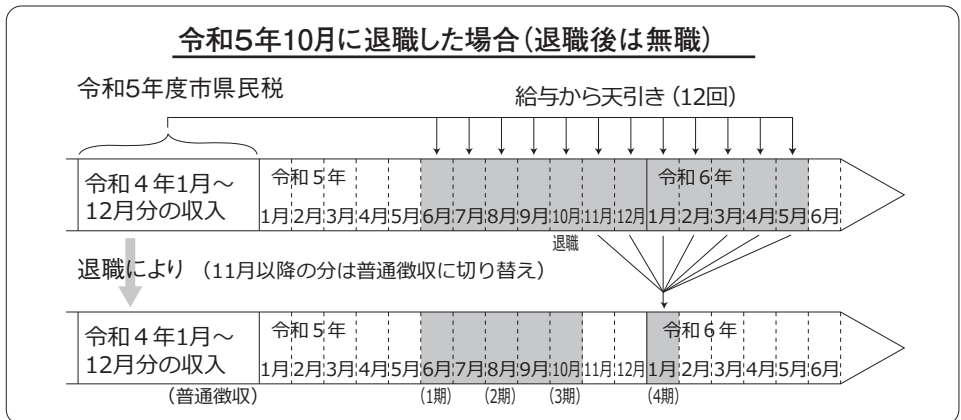 令和5年10月に退職した場合（退職後は無職）
令和5年度市県民税
給与から天引き（12回）
令和４年1月～
12月分の収入
令和５年
令和６年
1月 2月 3月 4月 5月 6月 7月 8月 9月 10月 11月 12月 1月 2月 3月 4月 5月 6月
退職
退職により （11月以降の分は普通徴収に切り替え）
令和４年1月～
12月分の収入
令和５年
令和６年
1月 2月 3月 4月 5月 6月 7月 8月 9月 10月 11月 12月 1月 2月 3月 4月 5月 6月
（普通徴収） (1期) (2期) (3期) (4期)